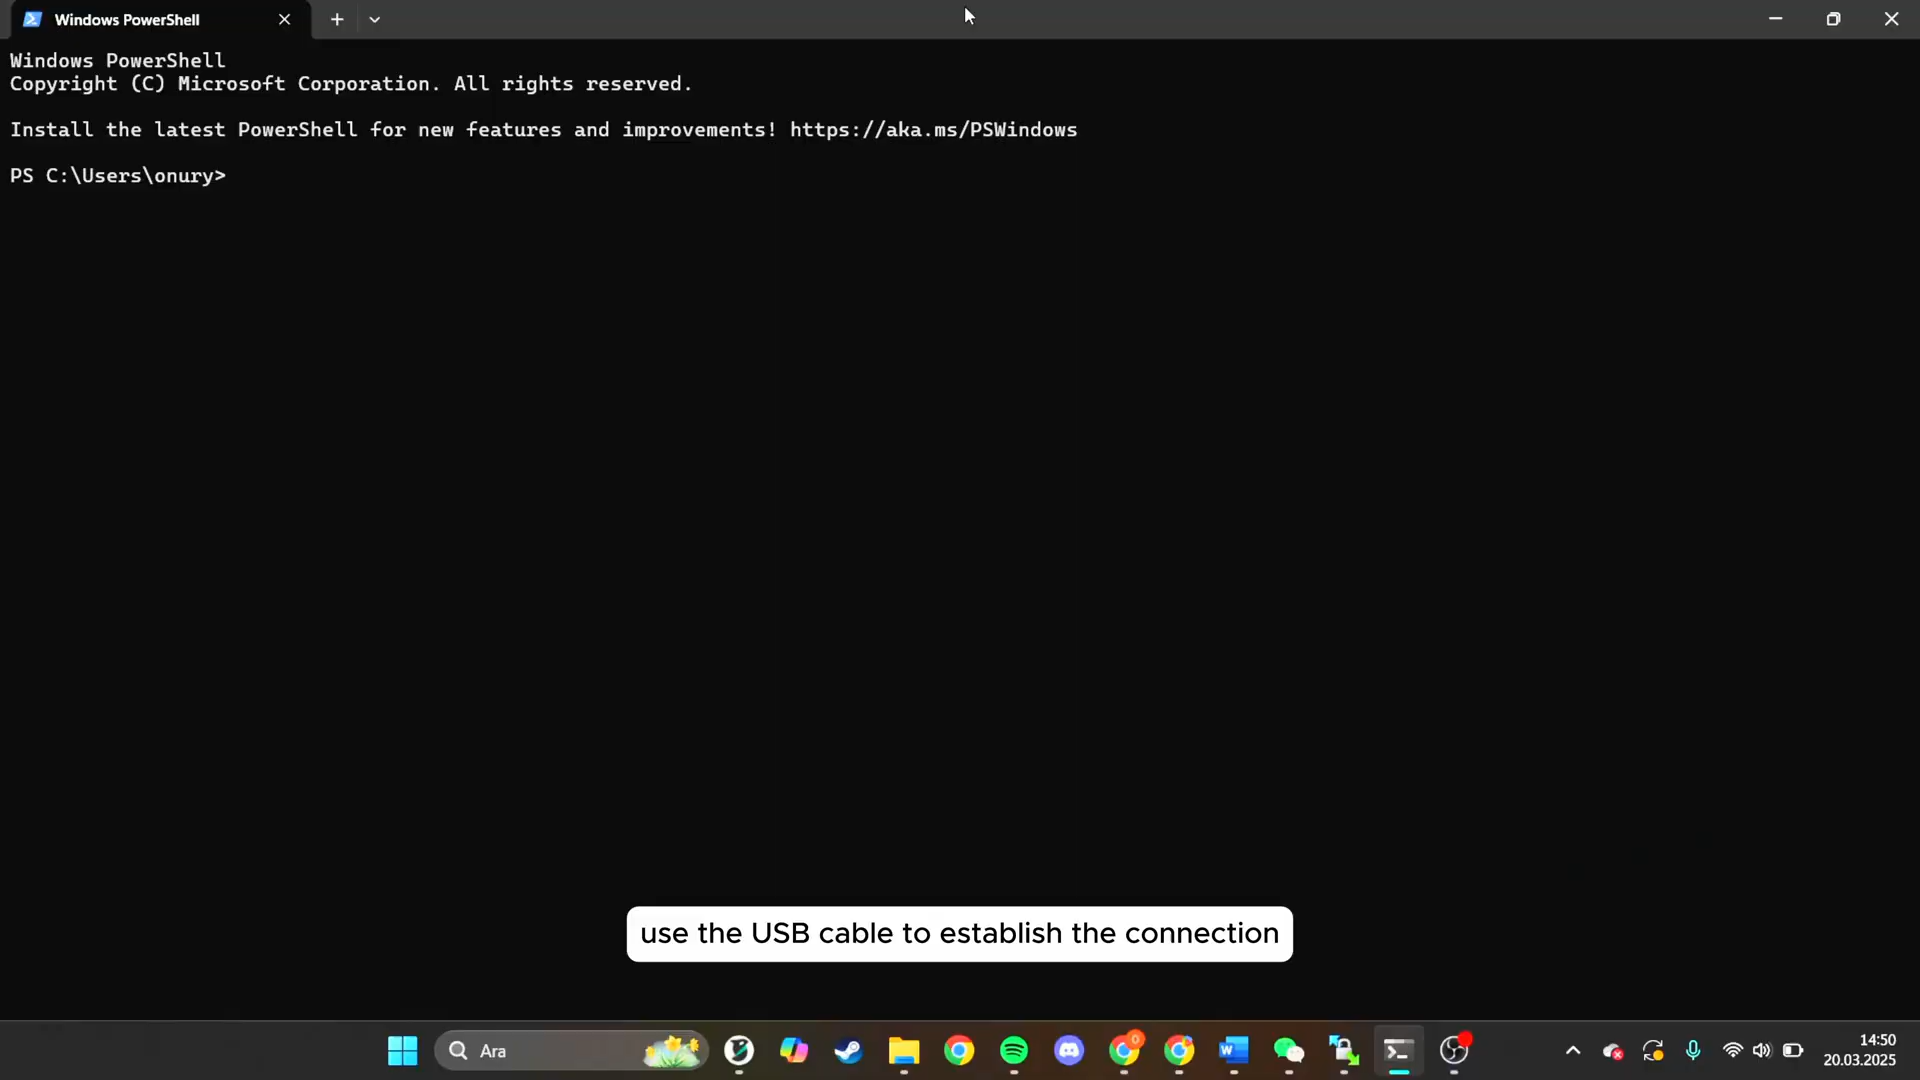 Windows PowerShell
Windows PowerShell
Copyright (C) Microsoft Corporation. All rights reserved.
Install the latest PowerShell for new features and improvements! https://aka.ms/PSWindows
PS C:\Users\onury>
use the USB cable to establish the connection
Ara
0
14:50
20.03.2025